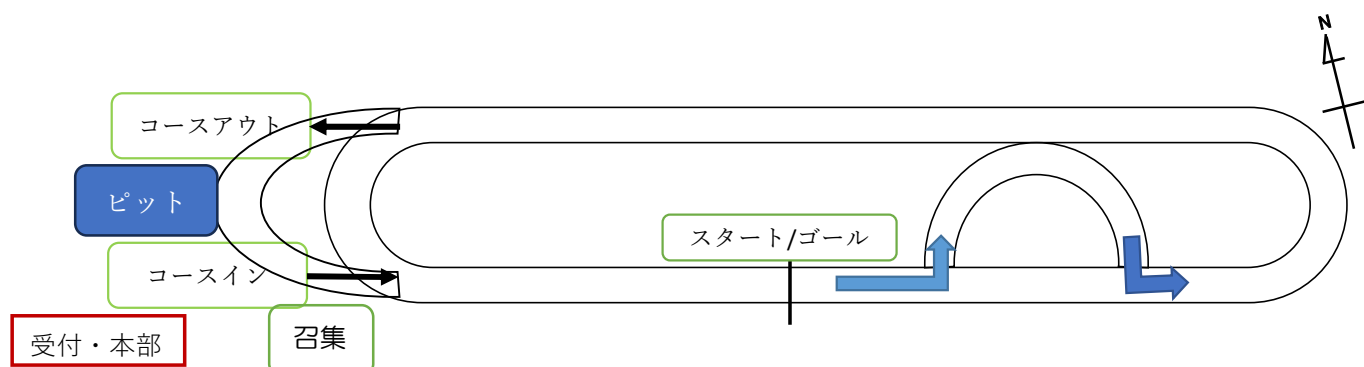 N
コースアウト
ピット
スタート/ゴール
コースイン
召集
受付・本部